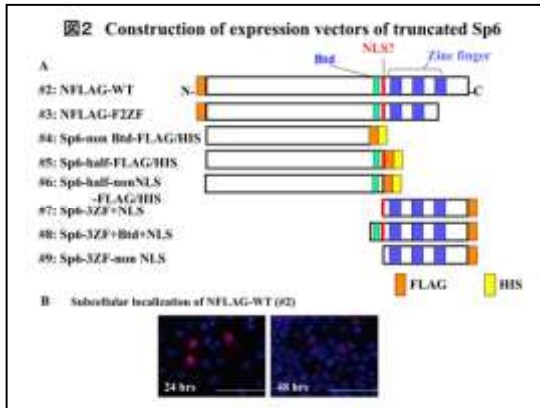 図2 Construction of expression vectors of truncated Sp6
NLS?
Btd
Zinc finger
A
#2: NFLAG-WT
N-
-C
#3: NFLAG-F2ZF
#4: Sp6-non Btd-FLAG/HIS
#5: Sp6-half-FLAG/HIS
#6: Sp6-half-nonNLS
-FLAG/HIS
#7: Sp6-3ZF+NLS
#8: Sp6-3ZF+Btd+NLS
#9: Sp6-3ZF-non NLS
FLAG
HIS
B Subcellular localization of NFLAG-WT (#2)
24 hrs
48 hrs